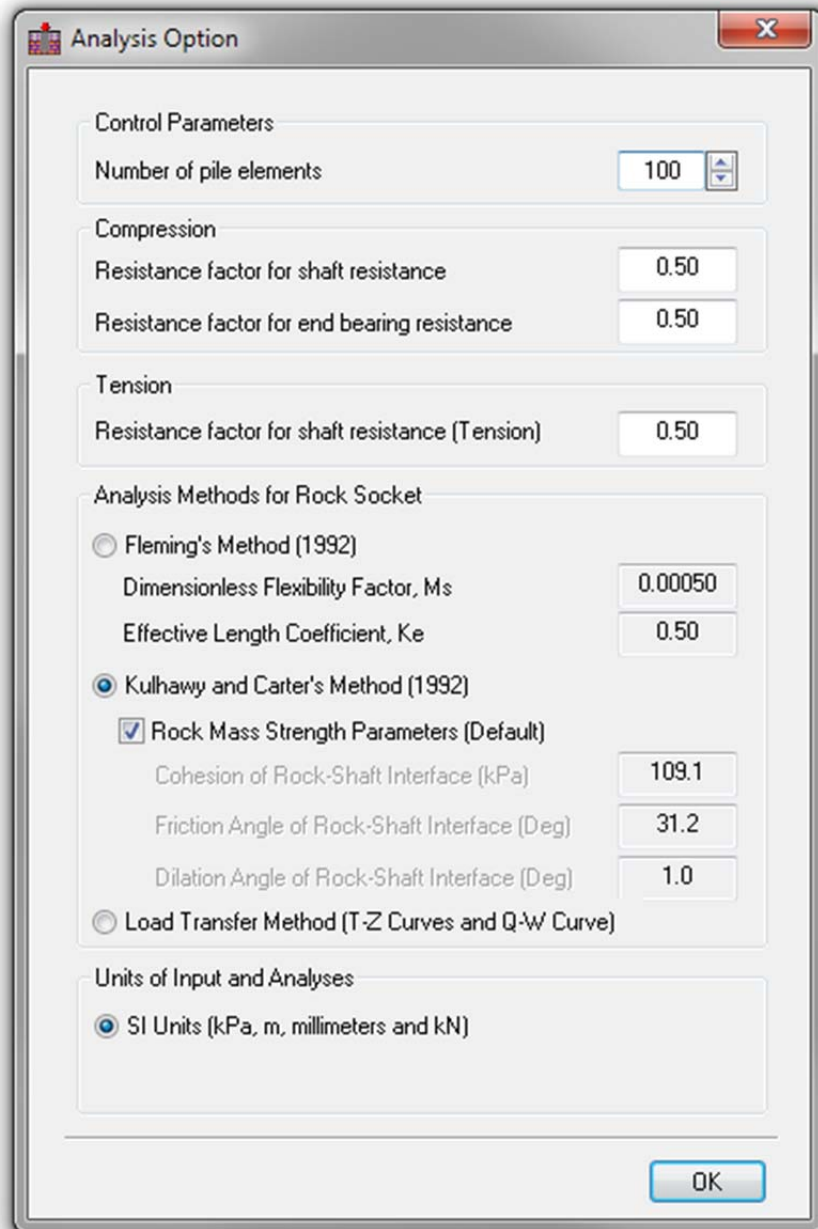 Analysis Option
Control Parameters
Number of pile elements 100
Compression
Resistance factor for shaft resistance 0.50
Resistance factor for end bearing resistance 0.50
Tension
Resistance factor for shaft resistance (Tension) 0.50
Analysis Methods for Rock Socket
Fleming's Method (1992)
Dimensionless Flexibility Factor, Ms 0.00050
Effective Length Coefficient, Ke 0.50
Kulhawy and Carter's Method (1992)
Rock Mass Strength Parameters (Default)
Cohesion of Rock-Shaft Interface (kPa) 109.1
Friction Angle of Rock-Shaft Interface (Deg) 31.2
Dilation Angle of Rock-Shaft Interface (Deg) 1.0
Load Transfer Method (T-Z Curves and Q-W Curve)
Units of Input and Analyses
SI Units (kPa, m, millimeters and kN)
OK